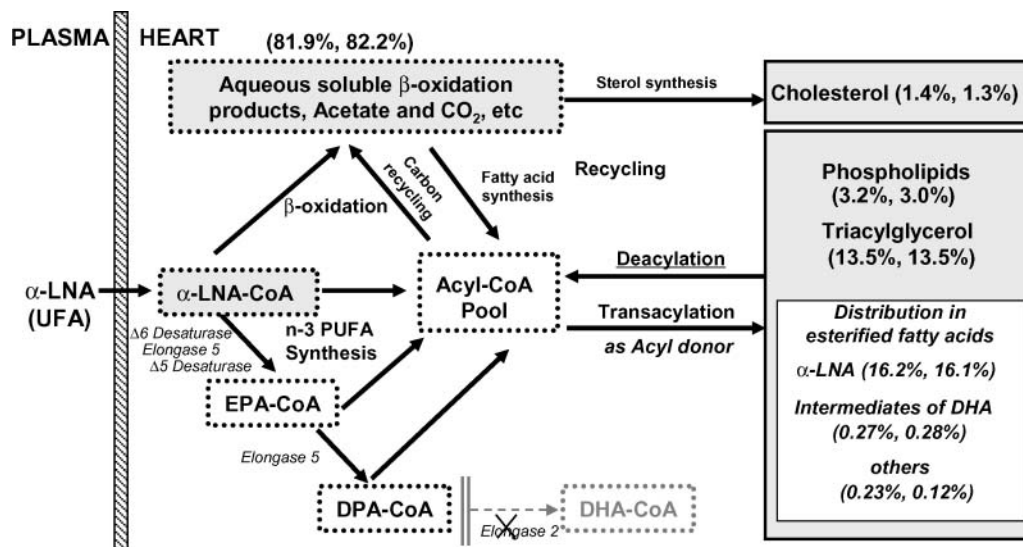 PLASMA
HEART
(81.9%, 82.2%)
Aqueous soluble β-oxidation
products, Acetate and CO₂, etc
Sterol synthesis
Cholesterol (1.4%, 1.3%)
β-oxidation
Carbon
recycling
Fatty acid
synthesis
Recycling
Phospholipids
(3.2%, 3.0%)
Triacylglycerol
(13.5%, 13.5%)
α-LNA
(UFA)
α-LNA-CoA
Acyl-CoA
Pool
Deacylation
Transacylation
as Acyl donor
Δ6 Desaturase
Elongase 5
Δ5 Desaturase
n-3 PUFA
Synthesis
EPA-CoA
Elongase 5
DPA-CoA
Elongase 2
DHA-CoA
Distribution in
esterified fatty acids
α-LNA (16.2%, 16.1%)
Intermediates of DHA
(0.27%, 0.28%)
others
(0.23%, 0.12%)